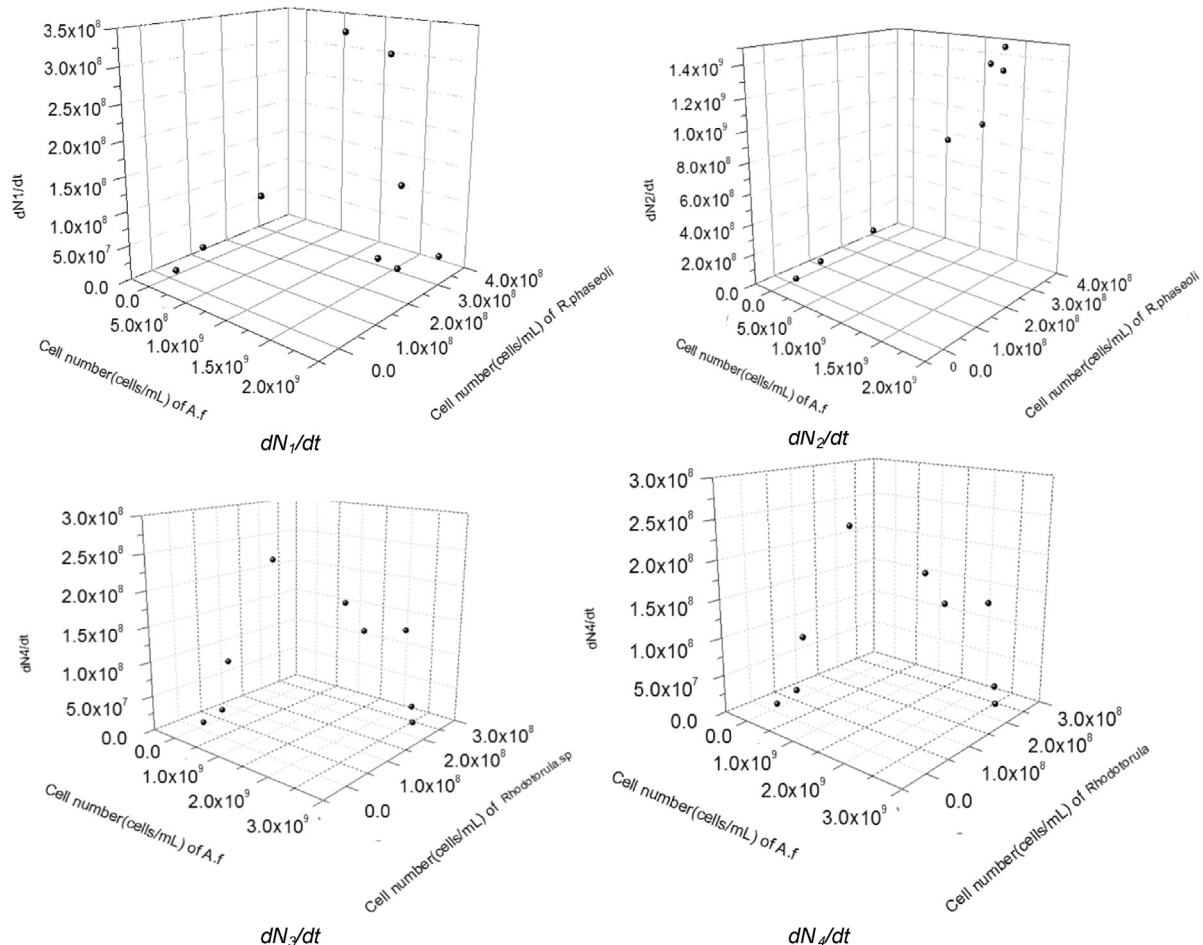 3.5x10^8
3.0x10^8
2.5x10^8
2.0x10^8
1.5x10^8
1.0x10^8
5.0x10^7
0.0
dN1/dt
0.0
5.0x10^8
1.0x10^9
1.5x10^9
2.0x10^9
Cell number(cells/mL) of A.f
0.0
1.0x10^8
2.0x10^8
3.0x10^8
4.0x10^8
Cell number(cells/mL) of R.phaseoli
dN1/dt
1.4x10^9
1.2x10^9
1.0x10^9
8.0x10^8
6.0x10^8
4.0x10^8
2.0x10^8
0.0
dN2/dt
0.0
5.0x10^8
1.0x10^9
1.5x10^9
2.0x10^9
Cell number(cells/mL) of A.f
0 0.0
1.0x10^8
2.0x10^8
3.0x10^8
4.0x10^8
Cell number(cells/mL) of R.phaseoli
dN2/dt
3.0x10^8
2.5x10^8
2.0x10^8
1.5x10^8
1.0x10^8
5.0x10^7
0.0
dN4/dt
0.0
1.0x10^9
2.0x10^9
3.0x10^9
Cell number(cells/mL) of A.f
0.0
1.0x10^8
2.0x10^8
3.0x10^8
Cell number(cells/mL) of Rhodotorula.sp
dN3/dt
3.0x10^8
2.5x10^8
2.0x10^8
1.5x10^8
1.0x10^8
5.0x10^7
0.0
dN4/dt
0.0
1.0x10^9
2.0x10^9
3.0x10^9
Cell number(cells/mL) of A.f
0.0
1.0x10^8
2.0x10^8
3.0x10^8
Cell number(cells/mL) of Rhodotorula
dN4/dt